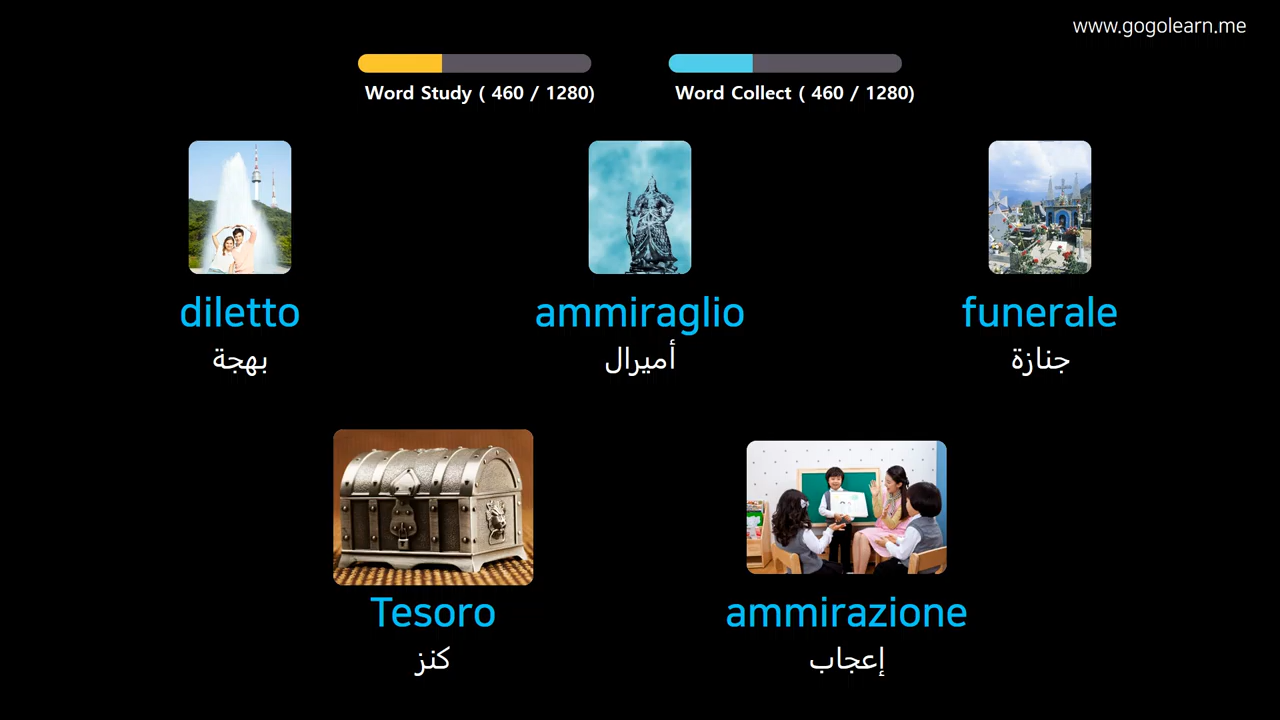 www.gogolearn.me
Word Study ( 460 / 1280)
Word Collect ( 460 / 1280)
diletto
بهجة
ammiraglio
أميرال
funerale
جنازة
Tesoro
كنز
ammirazione
إعجاب